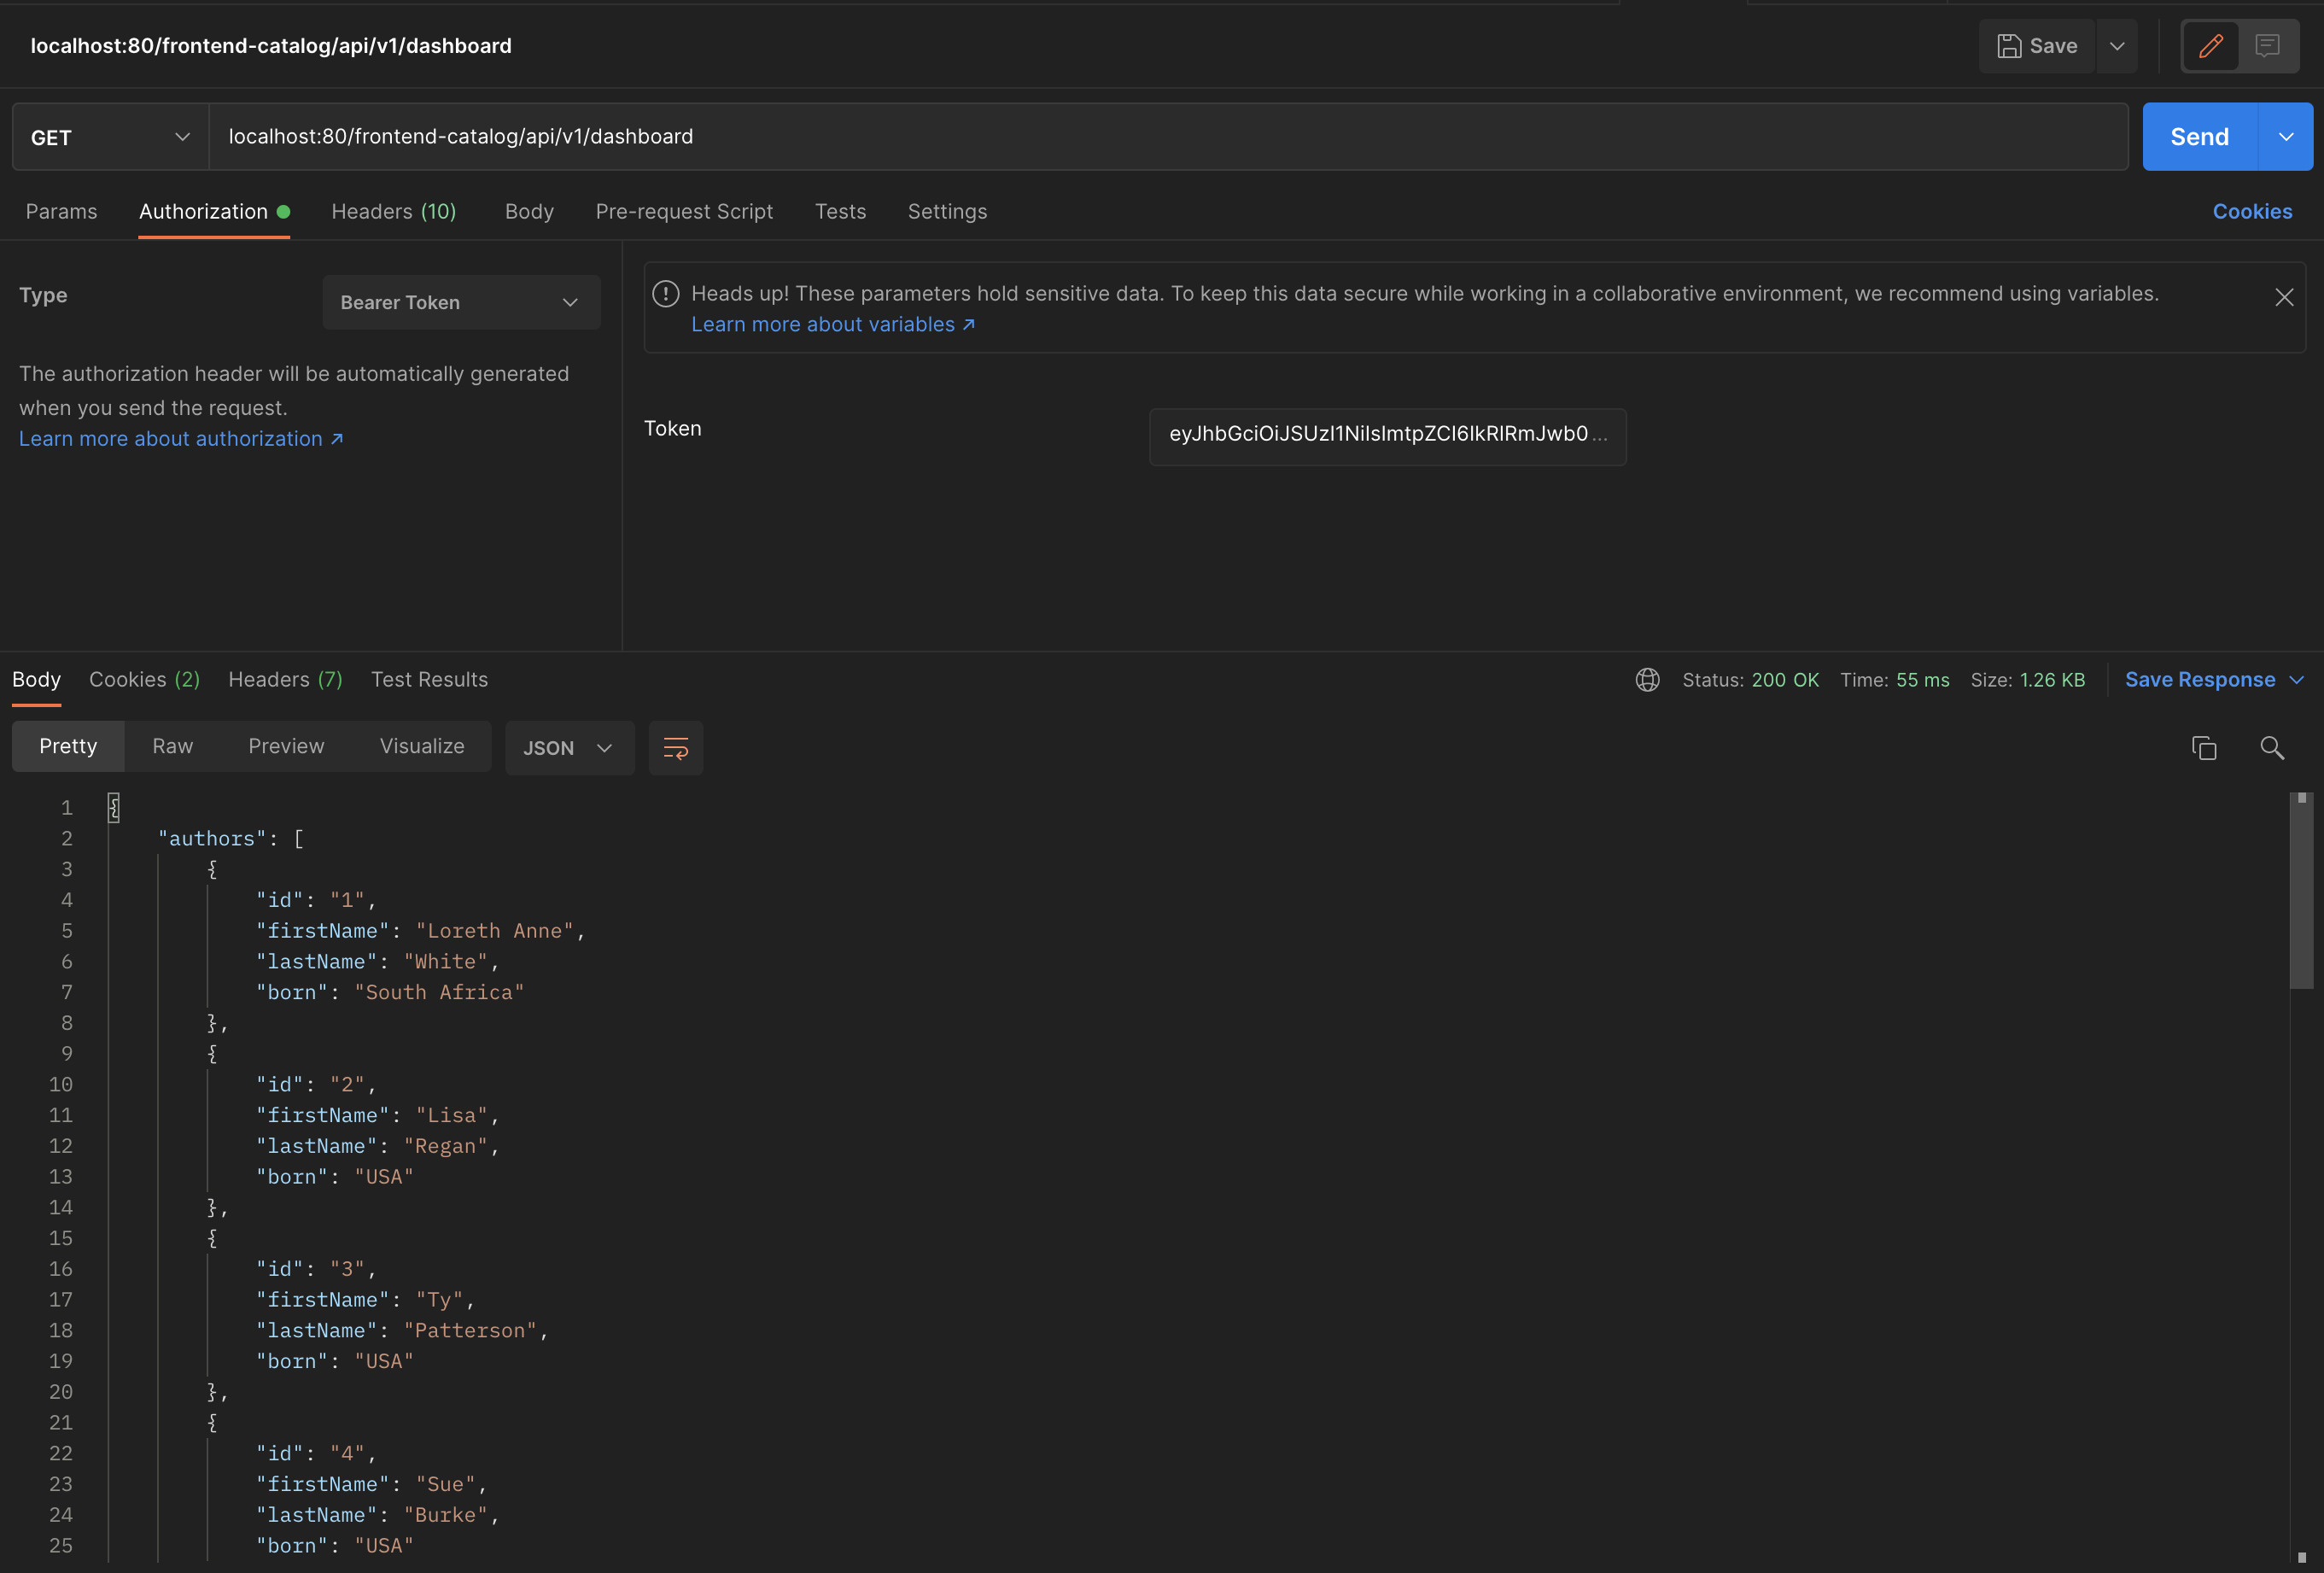 localhost:80/frontend-catalog/api/v1/dashboard
Save
GET
localhost:80/frontend-catalog/api/v1/dashboard
Send
Params Authorization Headers (10) Body Pre-request Script Tests Settings Cookies
Type
Bearer Token
The authorization header will be automatically generated
when you send the request.
Learn more about authorization ↗
Heads up! These parameters hold sensitive data. To keep this data secure while working in a collaborative environment, we recommend using variables.
Learn more about variables ↗
Token
eyJhbGciOiJSUzI1NiIsImtpZCI6IkRlRmJwb0...
Body Cookies (2) Headers (7) Test Results Status: 200 OK Time: 55 ms Size: 1.26 KB Save Response
Pretty Raw Preview Visualize JSON
1 {
2 "authors": [
3 {
4 "id": "1",
5 "firstName": "Loreth Anne",
6 "lastName": "White",
7 "born": "South Africa"
8 },
9 {
10 "id": "2",
11 "firstName": "Lisa",
12 "lastName": "Regan",
13 "born": "USA"
14 },
15 {
16 "id": "3",
17 "firstName": "Ty",
18 "lastName": "Patterson",
19 "born": "USA"
20 },
21 {
22 "id": "4",
23 "firstName": "Sue",
24 "lastName": "Burke",
25 "born": "USA"